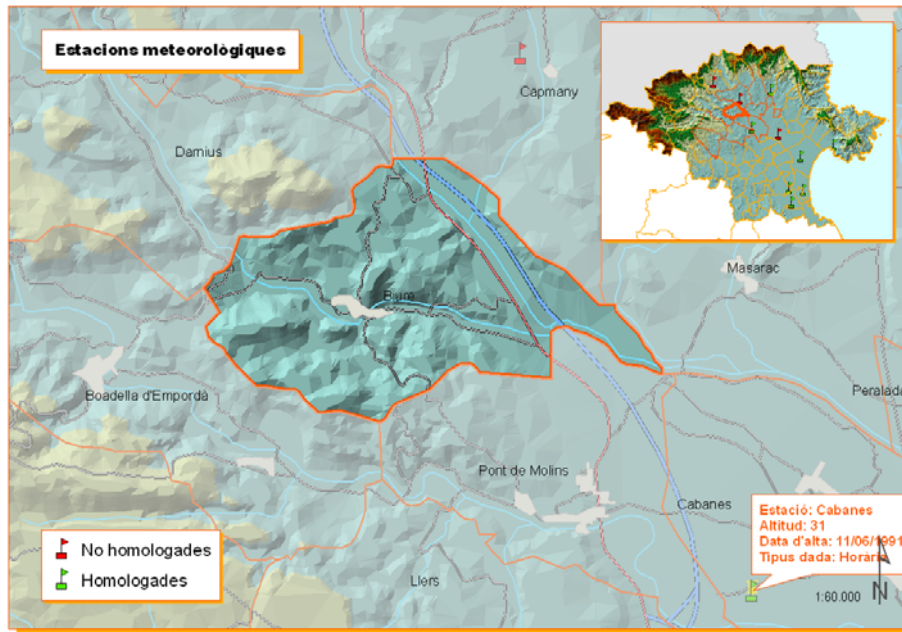 Estacions meteorològiques
Capmany
Darnius
Masarac
Biure
Boadella d'Empordà
Peralada
Pont de Molins
Cabanes
Estació: Cabanes
Altitud: 31
Data d'alta: 11/06/1991
Tipus dada: Horària
No homologades
Homologades
Llers
1:60.000
N